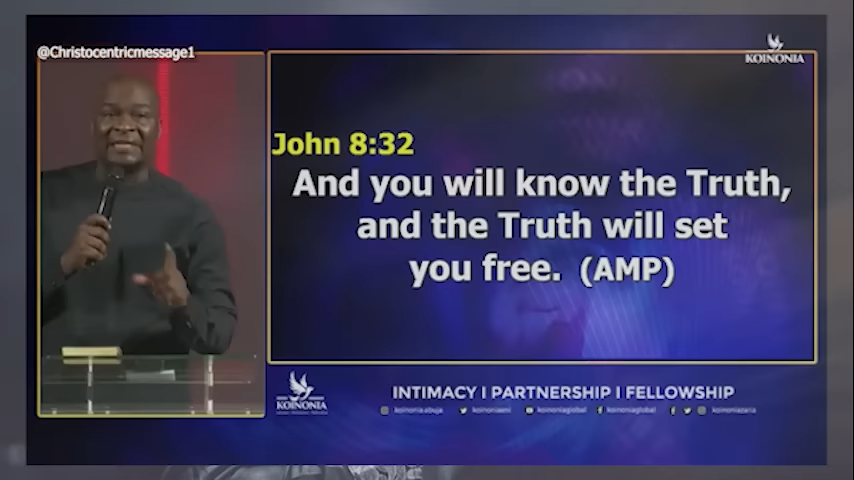 @Christocentricmessage1
KOINONIA
John 8:32
And you will know the Truth,
and the Truth will set
you free. (AMP)
KOINONIA
INTIMACY I PARTNERSHIP I FELLOWSHIP
koinonia.abuja koinoniaeni koinoniaglobal koinoniaglobal koinoniazaria